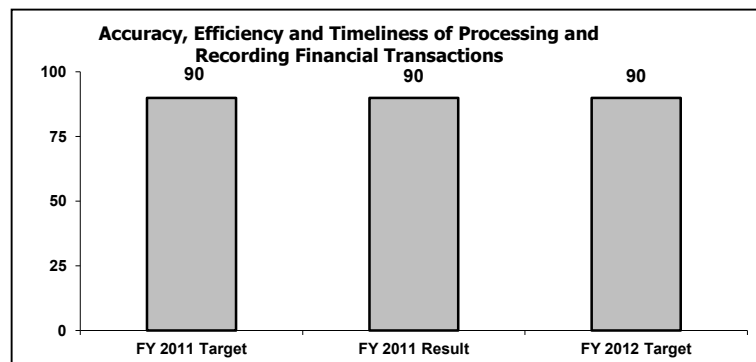 Accuracy, Efficiency and Timeliness of Processing and
Recording Financial Transactions
100
75
50
25
0
90
90
90
FY 2011 Target
FY 2011 Result
FY 2012 Target